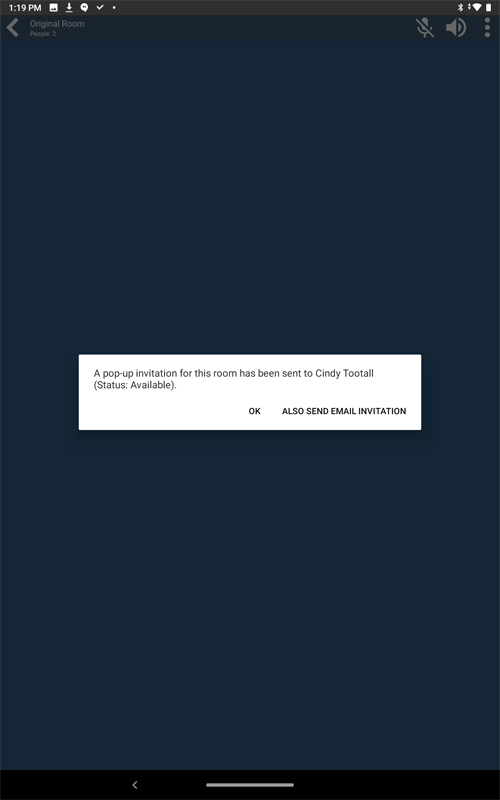 1:19 PM
Original Room
People: 2
A pop-up invitation for this room has been sent to Cindy Tootall
(Status: Available).
OK
ALSO SEND EMAIL INVITATION